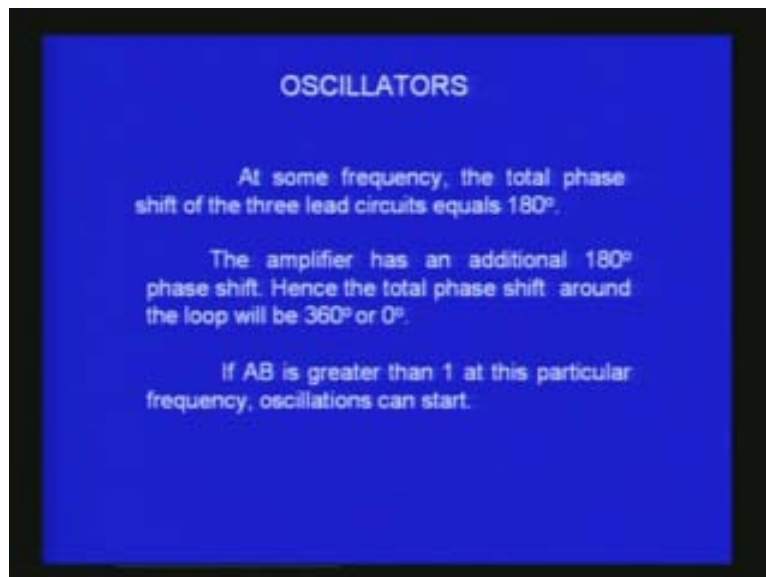 OSCILLATORS
At some frequency, the total phase
shift of the three lead circuits equals 180º.
The amplifier has an additional 180º
phase shift. Hence the total phase shift around
the loop will be 360º or 0º.
If AB is greater than 1 at this particular
frequency, oscillations can start.